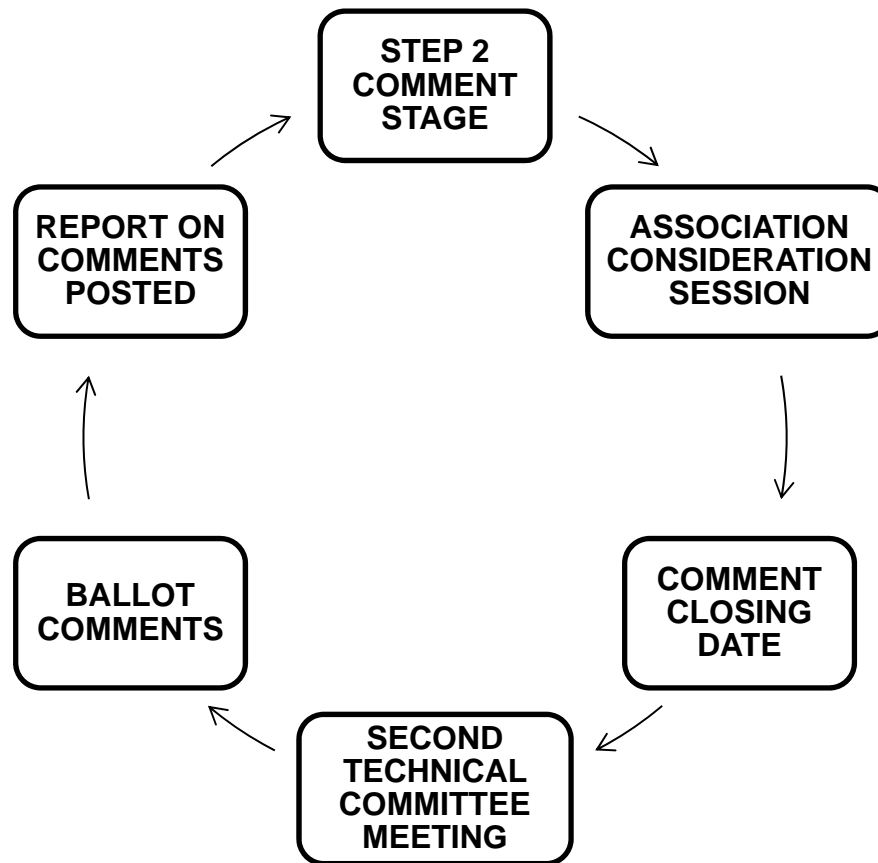 STEP 2
COMMENT
STAGE
ASSOCIATION
CONSIDERATION
SESSION
COMMENT
CLOSING
DATE
SECOND
TECHNICAL
COMMITTEE
MEETING
BALLOT
COMMENTS
REPORT ON
COMMENTS
POSTED